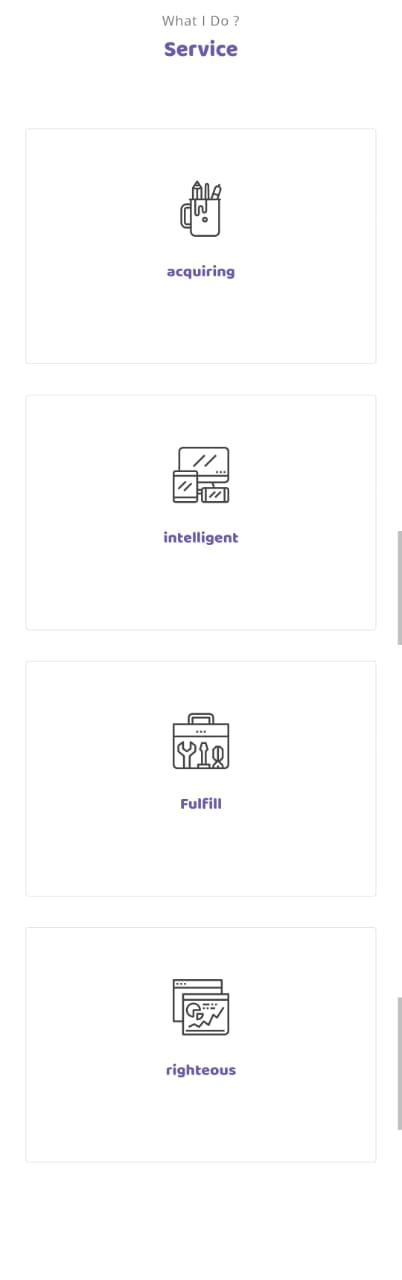 What I Do ?
Service
acquiring
intelligent
Fulfill
righteous